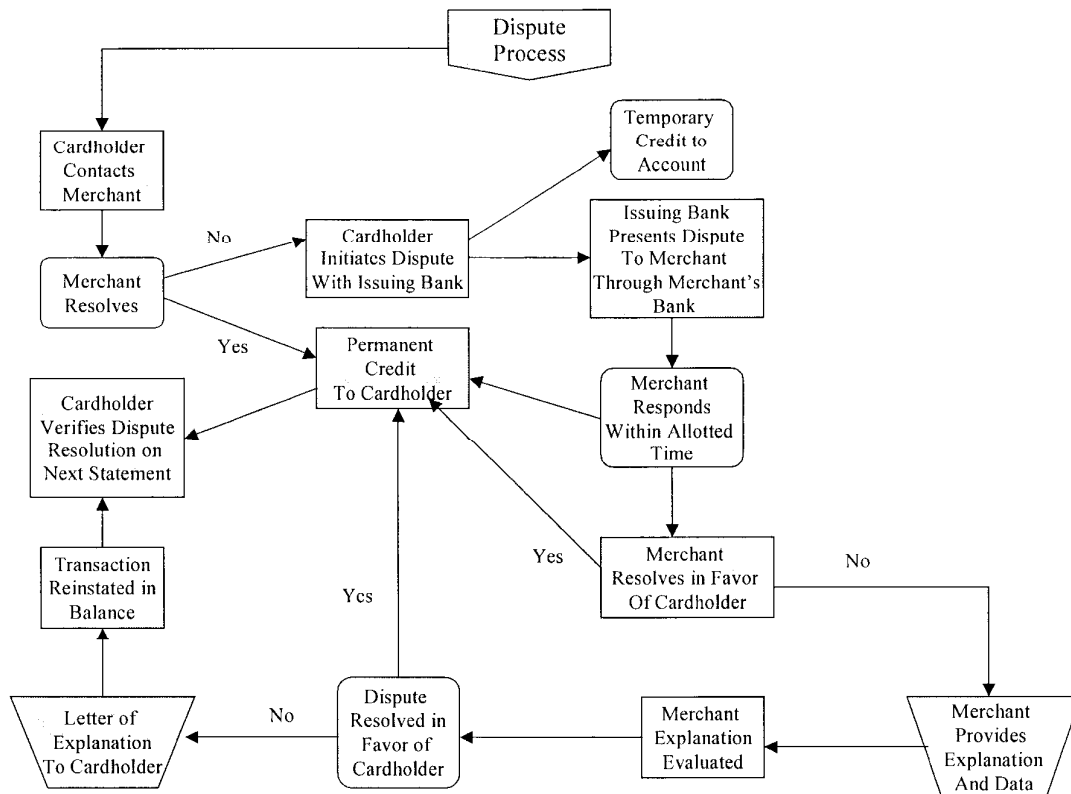 Dispute
Process
Cardholder
Contacts
Merchant
Temporary
Credit to
Account
No
Cardholder
Initiates Dispute
With Issuing Bank
Issuing Bank
Presents Dispute
To Merchant
Through Merchant's
Bank
Merchant
Resolves
Yes
Permanent
Credit
To Cardholder
Merchant
Responds
Within Allotted
Time
Cardholder
Verifies Dispute
Resolution on
Next Statement
Transaction
Reinstated in
Balance
Yes
Yes
Merchant
Resolves in Favor
Of Cardholder
No
Letter of
Explanation
To Cardholder
No
Dispute
Resolved in
Favor of
Cardholder
Merchant
Explanation
Evaluated
Merchant
Provides
Explanation
And Data